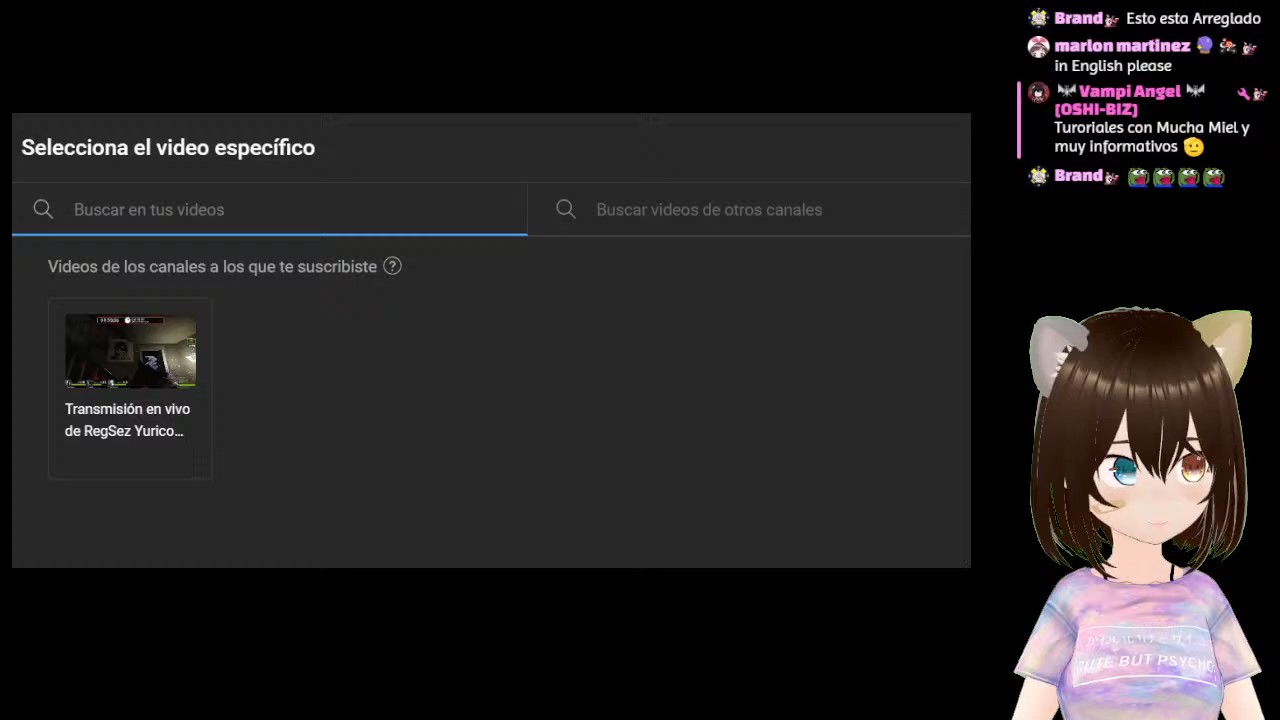 Selecciona el video específico
Buscar en tus videos
Buscar videos de otros canales
Videos de los canales a los que te suscribiste ?
Transmisión en vivo
de RegSez Yurico...
Brand Esto esta Arreglado
marlon martinez
in English please
Vampi Angel
[OSHI-BIZ]
Turoriales con Mucha Miel y
muy informativos
Brand
CUTE BUT PSYCHO